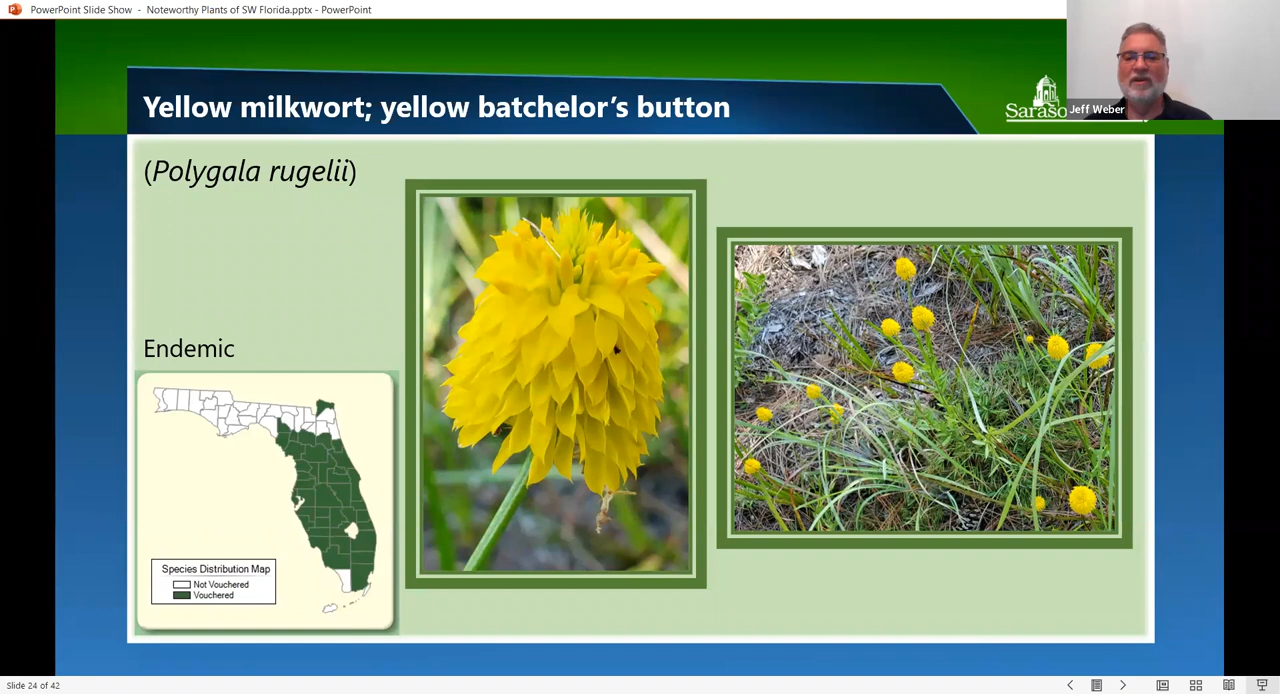 PowerPoint Slide Show - Noteworthy Plants of SW Florida.pptx - PowerPoint
Jeff Weber
Yellow milkwort; yellow batchelor’s button
Saraso
(Polygala rugelii)
Endemic
Species Distribution Map
Not Vouchered
Vouchered
Slide 24 of 42